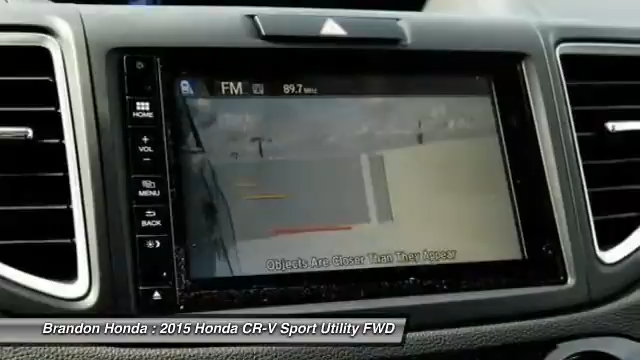 FM 89.7 MHz
HOME
+
VOL
−
MENU
BACK
Objects Are Closer Than They Appear
Brandon Honda : 2015 Honda CR-V Sport Utility FWD